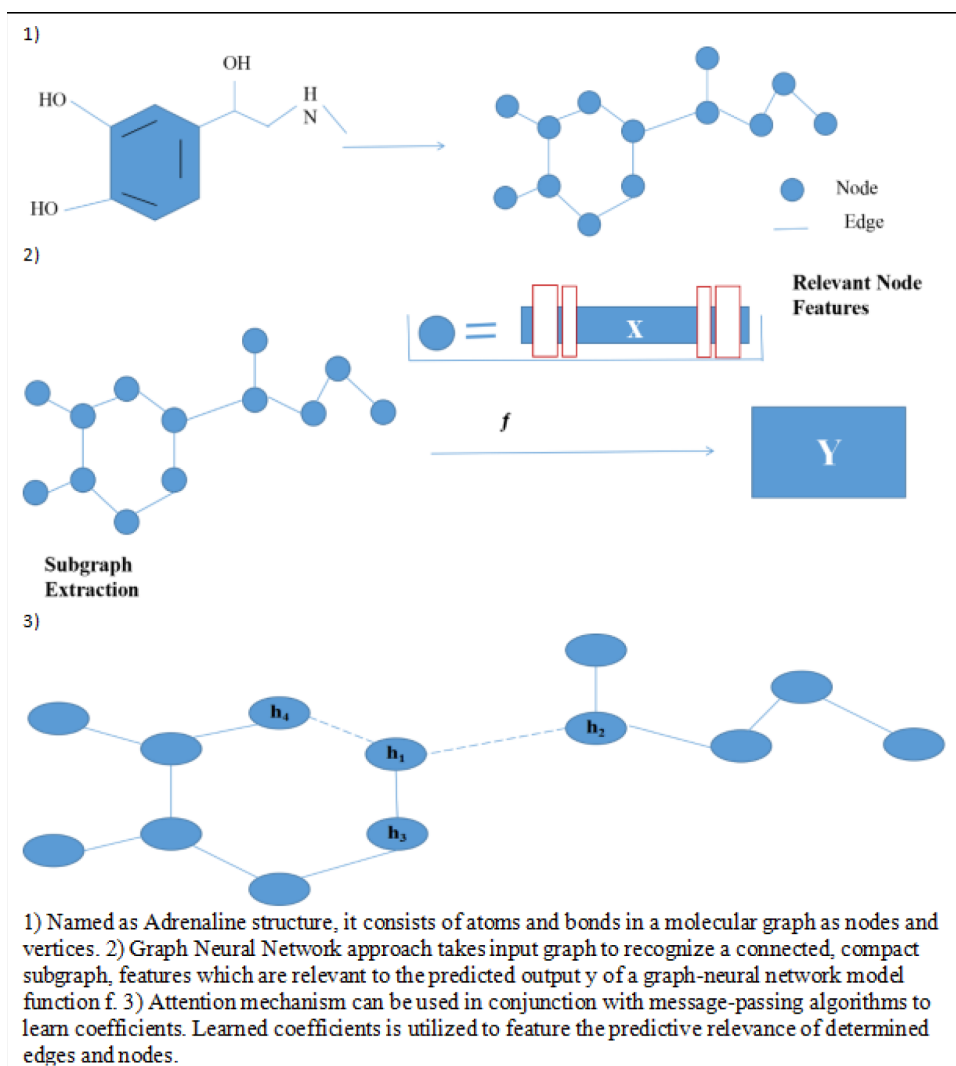 1)
OH
HO
H
N
HO
Node
Edge
2)
Relevant Node
Features
X
f
Y
Subgraph
Extraction
3)
h4
h1
h2
h3
1) Named as Adrenaline structure, it consists of atoms and bonds in a molecular graph as nodes and
vertices. 2) Graph Neural Network approach takes input graph to recognize a connected, compact
subgraph, features which are relevant to the predicted output y of a graph-neural network model
function f. 3) Attention mechanism can be used in conjunction with message-passing algorithms to
learn coefficients. Learned coefficients is utilized to feature the predictive relevance of determined
edges and nodes.